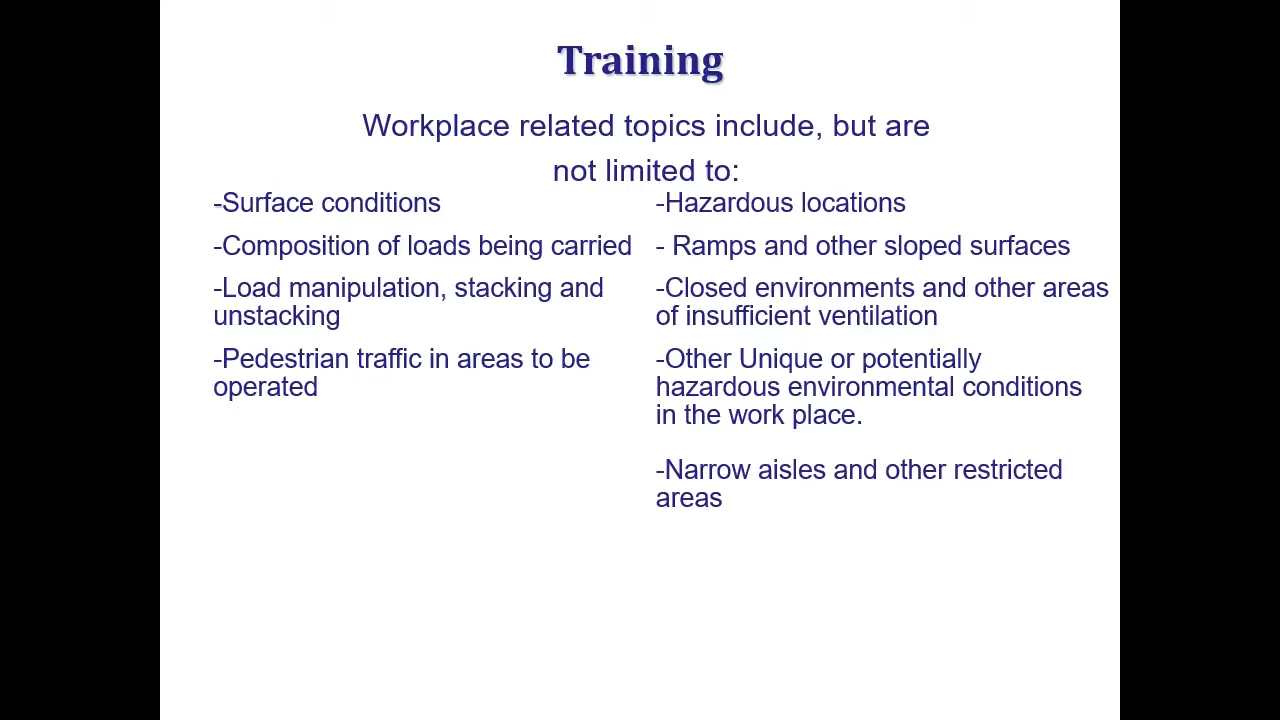 Training
Workplace related topics include, but are
not limited to:
-Surface conditions
-Composition of loads being carried
-Load manipulation, stacking and
unstacking
-Pedestrian traffic in areas to be
operated
-Hazardous locations
- Ramps and other sloped surfaces
-Closed environments and other areas
of insufficient ventilation
-Other Unique or potentially
hazardous environmental conditions
in the work place.
-Narrow aisles and other restricted
areas